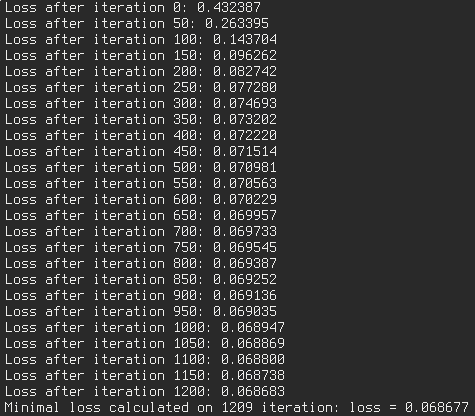 Loss after iteration 0: 0.432387
Loss after iteration 50: 0.263395
Loss after iteration 100: 0.143704
Loss after iteration 150: 0.096262
Loss after iteration 200: 0.082742
Loss after iteration 250: 0.077280
Loss after iteration 300: 0.074693
Loss after iteration 350: 0.073202
Loss after iteration 400: 0.072220
Loss after iteration 450: 0.071514
Loss after iteration 500: 0.070981
Loss after iteration 550: 0.070563
Loss after iteration 600: 0.070229
Loss after iteration 650: 0.069957
Loss after iteration 700: 0.069733
Loss after iteration 750: 0.069545
Loss after iteration 800: 0.069387
Loss after iteration 850: 0.069252
Loss after iteration 900: 0.069136
Loss after iteration 950: 0.069035
Loss after iteration 1000: 0.068947
Loss after iteration 1050: 0.068869
Loss after iteration 1100: 0.068800
Loss after iteration 1150: 0.068738
Loss after iteration 1200: 0.068683
Minimal loss calculated on 1209 iteration: loss = 0.068677